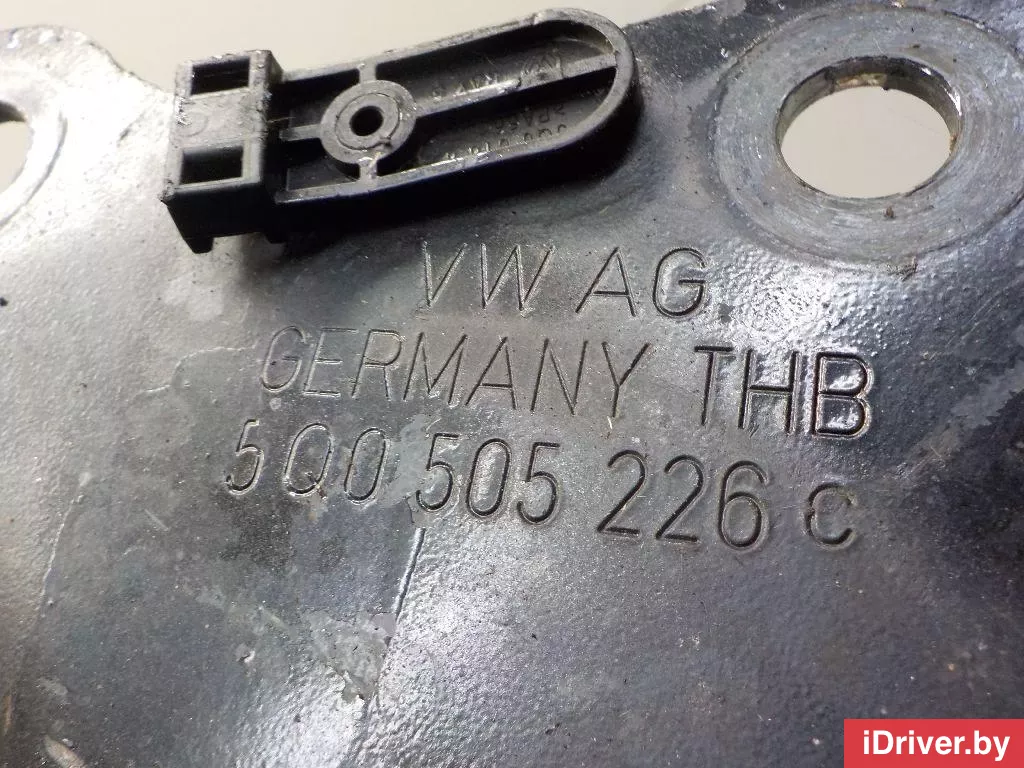 VW AG.
GERMANY THB
5Q0 505 226 C
iDriver.by